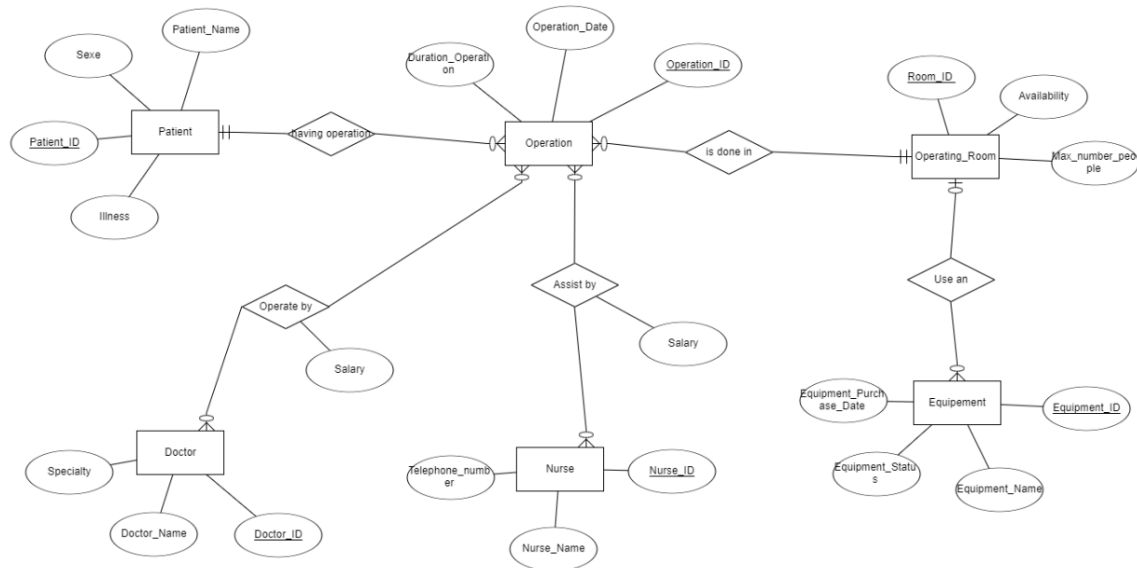 Patient_Name
Operation_Date
Sexe
Duration_Operati
on
Operation_ID
Room_ID
Availability
Patient_ID
Patient
having operation
Operation
is done in
Operating_Room
Max_number_peo
ple
Illness
Use an
Operate by
Assist by
Salary
Salary
Equipment_Purch
ase_Date
Equipement
Equipment_ID
Doctor
Specialty
Nurse
Telephone_numb
er
Nurse_ID
Equipment_Statu
s
Equipment_Name
Doctor_Name
Doctor_ID
Nurse_Name